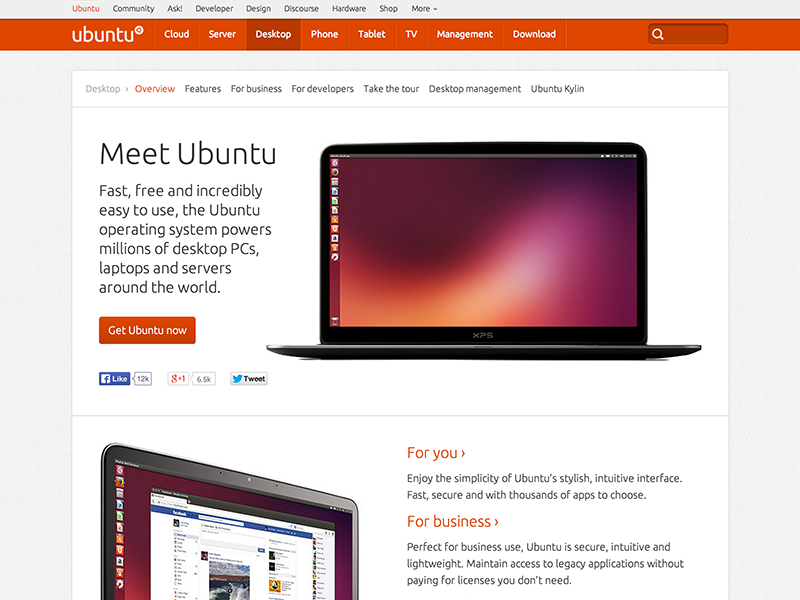 Ubuntu Community Ask! Developer Design Discourse Hardware Shop More
ubuntu Cloud Server Desktop Phone Tablet TV Management Download
Desktop › Overview Features For business For developers Take the tour Desktop management Ubuntu Kylin
Meet Ubuntu
Fast, free and incredibly
easy to use, the Ubuntu
operating system powers
millions of desktop PCs,
laptops and servers
around the world.
Get Ubuntu now
Like 12k +1 6.5k Tweet
XPS
For you ›
Enjoy the simplicity of Ubuntu’s stylish, intuitive interface.
Fast, secure and with thousands of apps to choose.
For business ›
Perfect for business use, Ubuntu is secure, intuitive and
lightweight. Maintain access to legacy applications without
paying for licenses you don’t need.
facebook